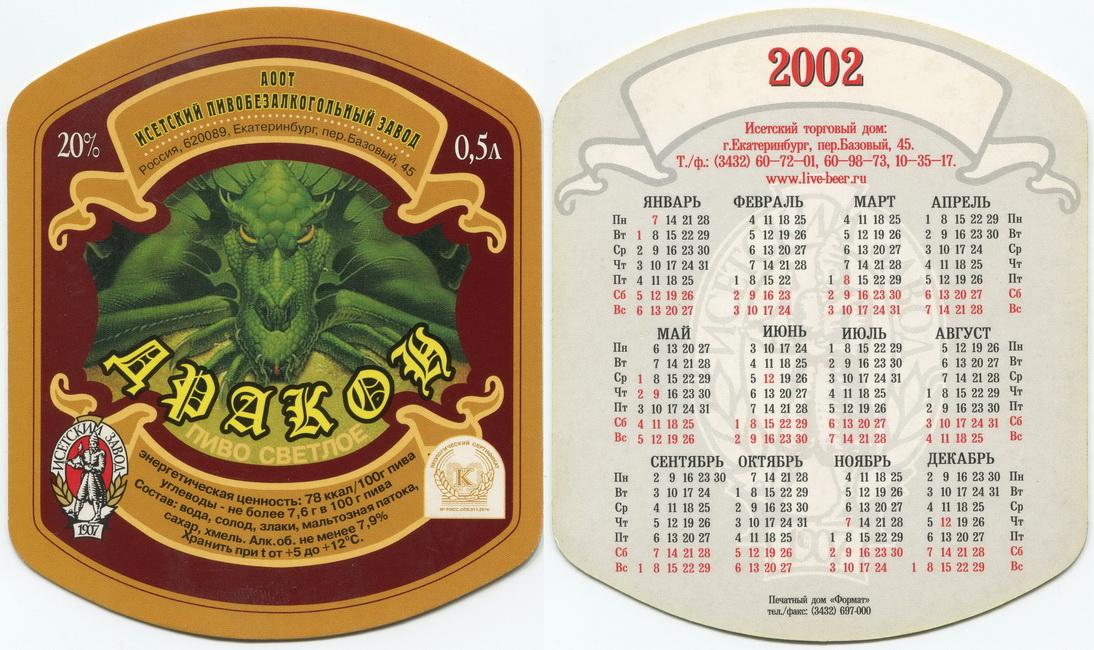 АООТ
ИСЕТСКИЙ ПИВОБЕЗАЛКОГОЛЬНЫЙ ЗАВОД
Россия, 620089, Екатеринбург, пер.Базовый, 45
20%
0,5л
ДРАКОН
ПИВО СВЕТЛОЕ
ИСЕТСКИЙ ЗАВОД
1907
энергетическая ценность: 78 ккал/100г пива
углеводы - не более 7,6 г в 100 г пива
Состав: вода, солод, злаки, мальтозная патока,
сахар, хмель. Алк.об. не менее 7,9%
Хранить при t от +5 до +12°С.
К
2002
Исетский торговый дом:
г.Екатеринбург, пер.Базовый, 45.
Т./ф.: (3432) 60—72—01, 60—98—73, 10—35—17.
www.live-beer.ru
ЯНВАРЬ ФЕВРАЛЬ МАРТ АПРЕЛЬ
Пн 7 14 21 28 4 11 18 25 4 11 18 25 1 8 15 22 29 Пн
Вт 1 8 15 22 29 5 12 19 26 5 12 19 26 2 9 16 23 30 Вт
Ср 2 9 16 23 30 6 13 20 27 6 13 20 27 3 10 17 24 Ср
Чт 3 10 17 24 31 7 14 21 28 7 14 21 28 4 11 18 25 Чт
Пт 4 11 18 25 1 8 15 22 1 8 15 22 29 5 12 19 26 Пт
Сб 5 12 19 26 2 9 16 23 2 9 16 23 30 6 13 20 27 Сб
Вс 6 13 20 27 3 10 17 24 3 10 17 24 31 7 14 21 28 Вс
МАЙ ИЮНЬ ИЮЛЬ АВГУСТ
Пн 6 13 20 27 3 10 17 24 1 8 15 22 29 5 12 19 26 Пн
Вт 7 14 21 28 4 11 18 25 2 9 16 23 30 6 13 20 27 Вт
Ср 1 8 15 22 29 5 12 19 26 3 10 17 24 31 7 14 21 28 Ср
Чт 2 9 16 23 30 6 13 20 27 4 11 18 25 1 8 15 22 29 Чт
Пт 3 10 17 24 31 7 14 21 28 5 12 19 26 2 9 16 23 30 Пт
Сб 4 11 18 25 1 8 15 22 29 6 13 20 27 3 10 17 24 31 Сб
Вс 5 12 19 26 2 9 16 23 30 7 14 21 28 4 11 18 25 Вс
СЕНТЯБРЬ ОКТЯБРЬ НОЯБРЬ ДЕКАБРЬ
Пн 2 9 16 23 30 7 14 21 28 4 11 18 25 2 9 16 23 30 Пн
Вт 3 10 17 24 1 8 15 22 29 5 12 19 26 3 10 17 24 31 Вт
Ср 4 11 18 25 2 9 16 23 30 6 13 20 27 4 11 18 25 Ср
Чт 5 12 19 26 3 10 17 24 31 7 14 21 28 5 12 19 26 Чт
Пт 6 13 20 27 4 11 18 25 1 8 15 22 29 6 13 20 27 Пт
Сб 7 14 21 28 5 12 19 26 2 9 16 23 30 7 14 21 28 Сб
Вс 1 8 15 22 29 6 13 20 27 3 10 17 24 1 8 15 22 29 Вс
Печатный дом «Формат»
тел./факс: (3432) 697-000